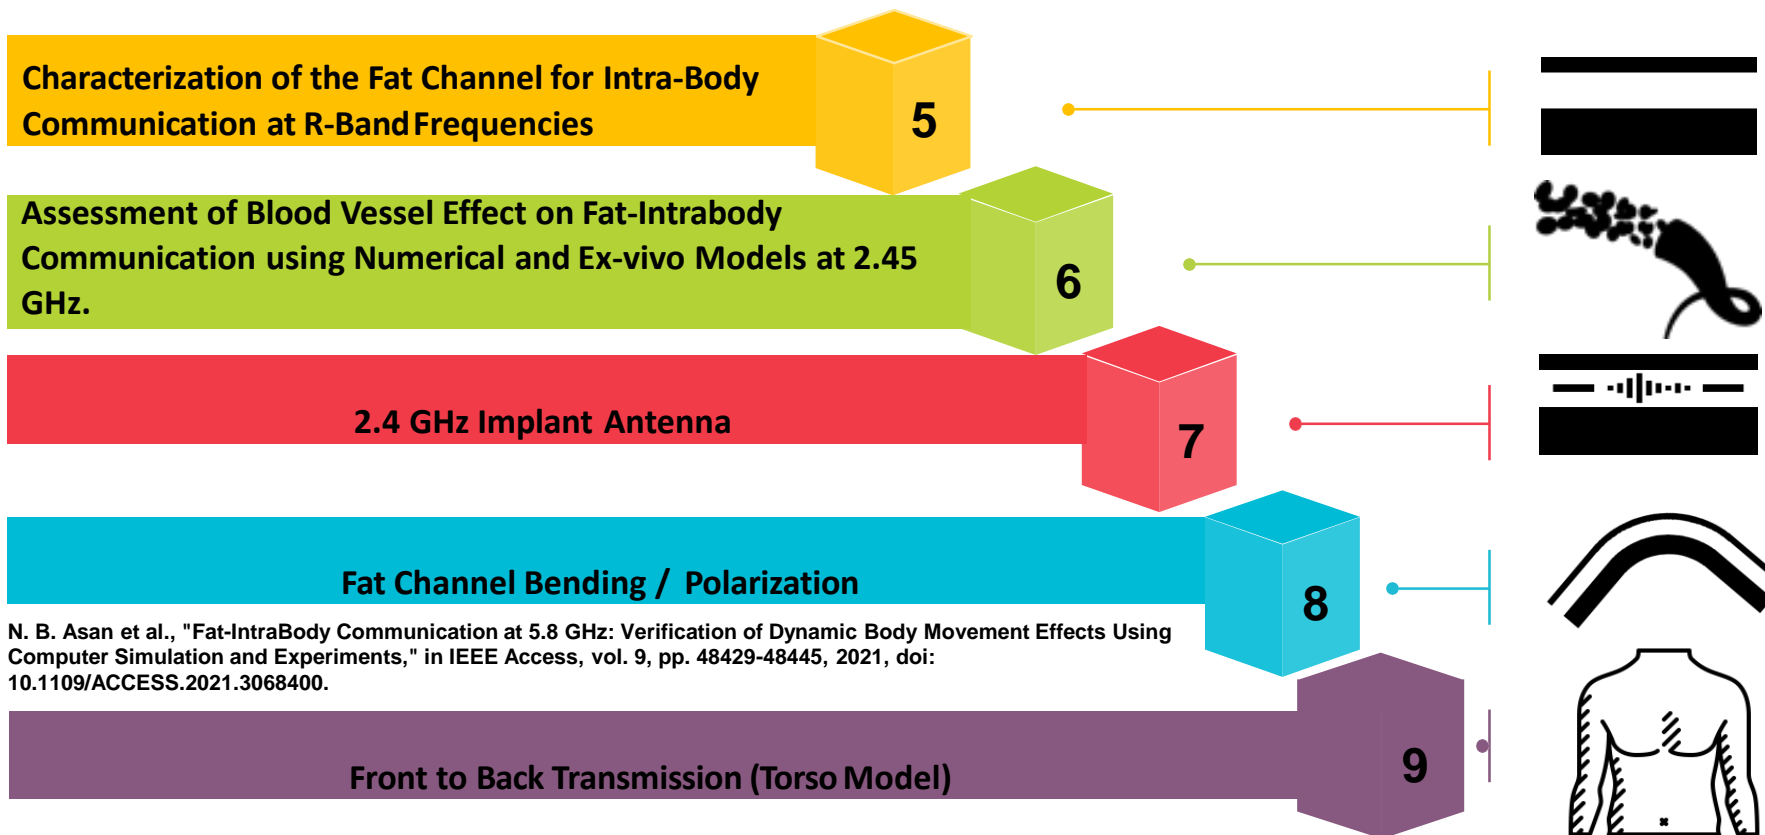 Characterization of the Fat Channel for Intra-Body
Communication at R-Band Frequencies
5
Assessment of Blood Vessel Effect on Fat-Intrabody
Communication using Numerical and Ex-vivo Models at 2.45
GHz.
6
2.4 GHz Implant Antenna
7
Fat Channel Bending / Polarization
8
N. B. Asan et al., "Fat-IntraBody Communication at 5.8 GHz: Verification of Dynamic Body Movement Effects Using
Computer Simulation and Experiments," in IEEE Access, vol. 9, pp. 48429-48445, 2021, doi:
10.1109/ACCESS.2021.3068400.
Front to Back Transmission (Torso Model)
9